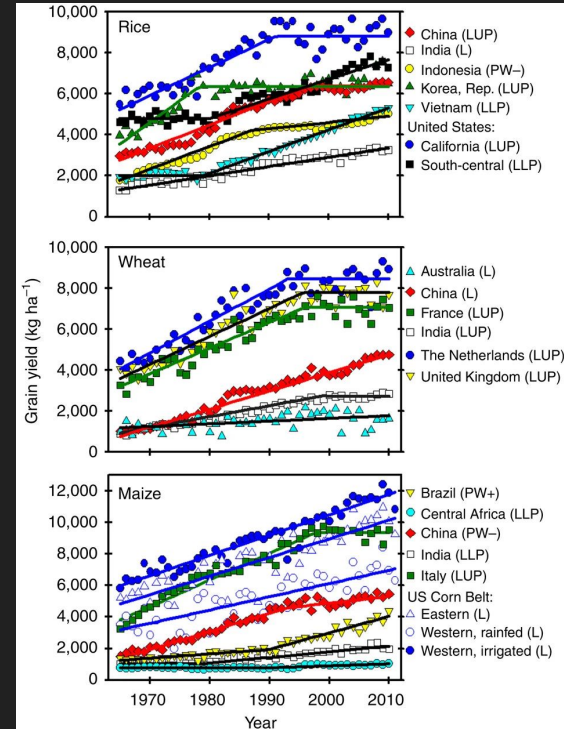 Rice
10,000
8,000
6,000
4,000
2,000
0
China (LUP)
India (L)
Indonesia (PW–)
Korea, Rep. (LUP)
Vietnam (LLP)
United States:
California (LUP)
South-central (LLP)
Grain yield (kg ha⁻¹)
Wheat
10,000
8,000
6,000
4,000
2,000
0
Australia (L)
China (L)
France (LUP)
India (LUP)
The Netherlands (LUP)
United Kingdom (LUP)
Maize
12,000
10,000
8,000
6,000
4,000
2,000
0
Brazil (PW+)
Central Africa (LLP)
China (PW–)
India (LLP)
Italy (LUP)
US Corn Belt:
Eastern (L)
Western, rainfed (L)
Western, irrigated (L)
1970 1980 1990 2000 2010
Year